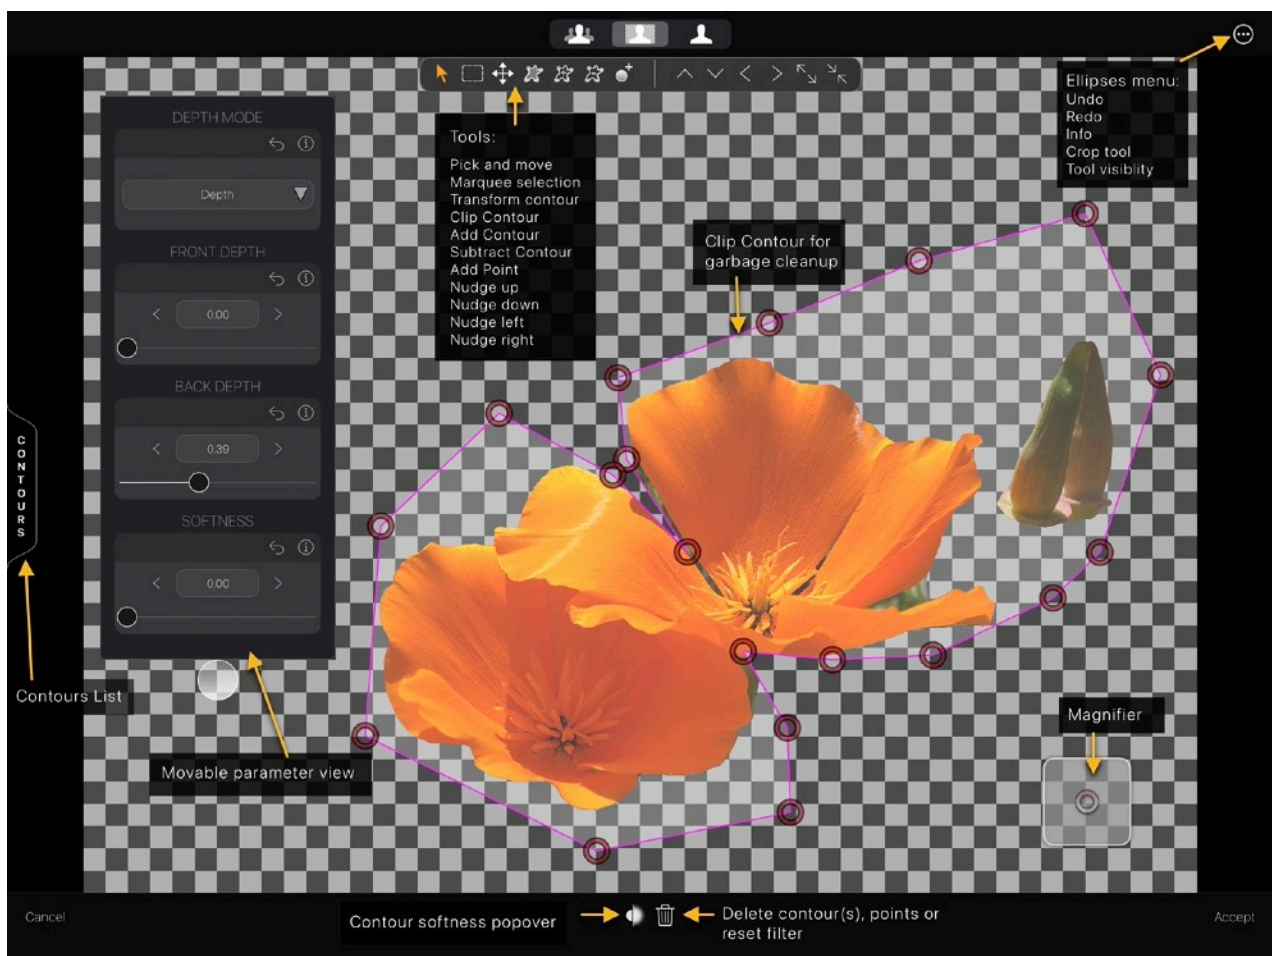 DEPTH MODE
Depth
FRONT DEPTH
0.00
BACK DEPTH
0.39
SOFTNESS
0.00
CONTOURS
Contours List
Movable parameter view
Tools:
Pick and move
Marquee selection
Transform contour
Clip Contour
Add Contour
Subtract Contour
Add Point
Nudge up
Nudge down
Nudge left
Nudge right
Clip Contour for
garbage cleanup
Ellipses menu:
Undo
Redo
Info
Crop tool
Tool visiblity
Magnifier
Cancel
Contour softness popover
Delete contour(s), points or
reset filter
Accept